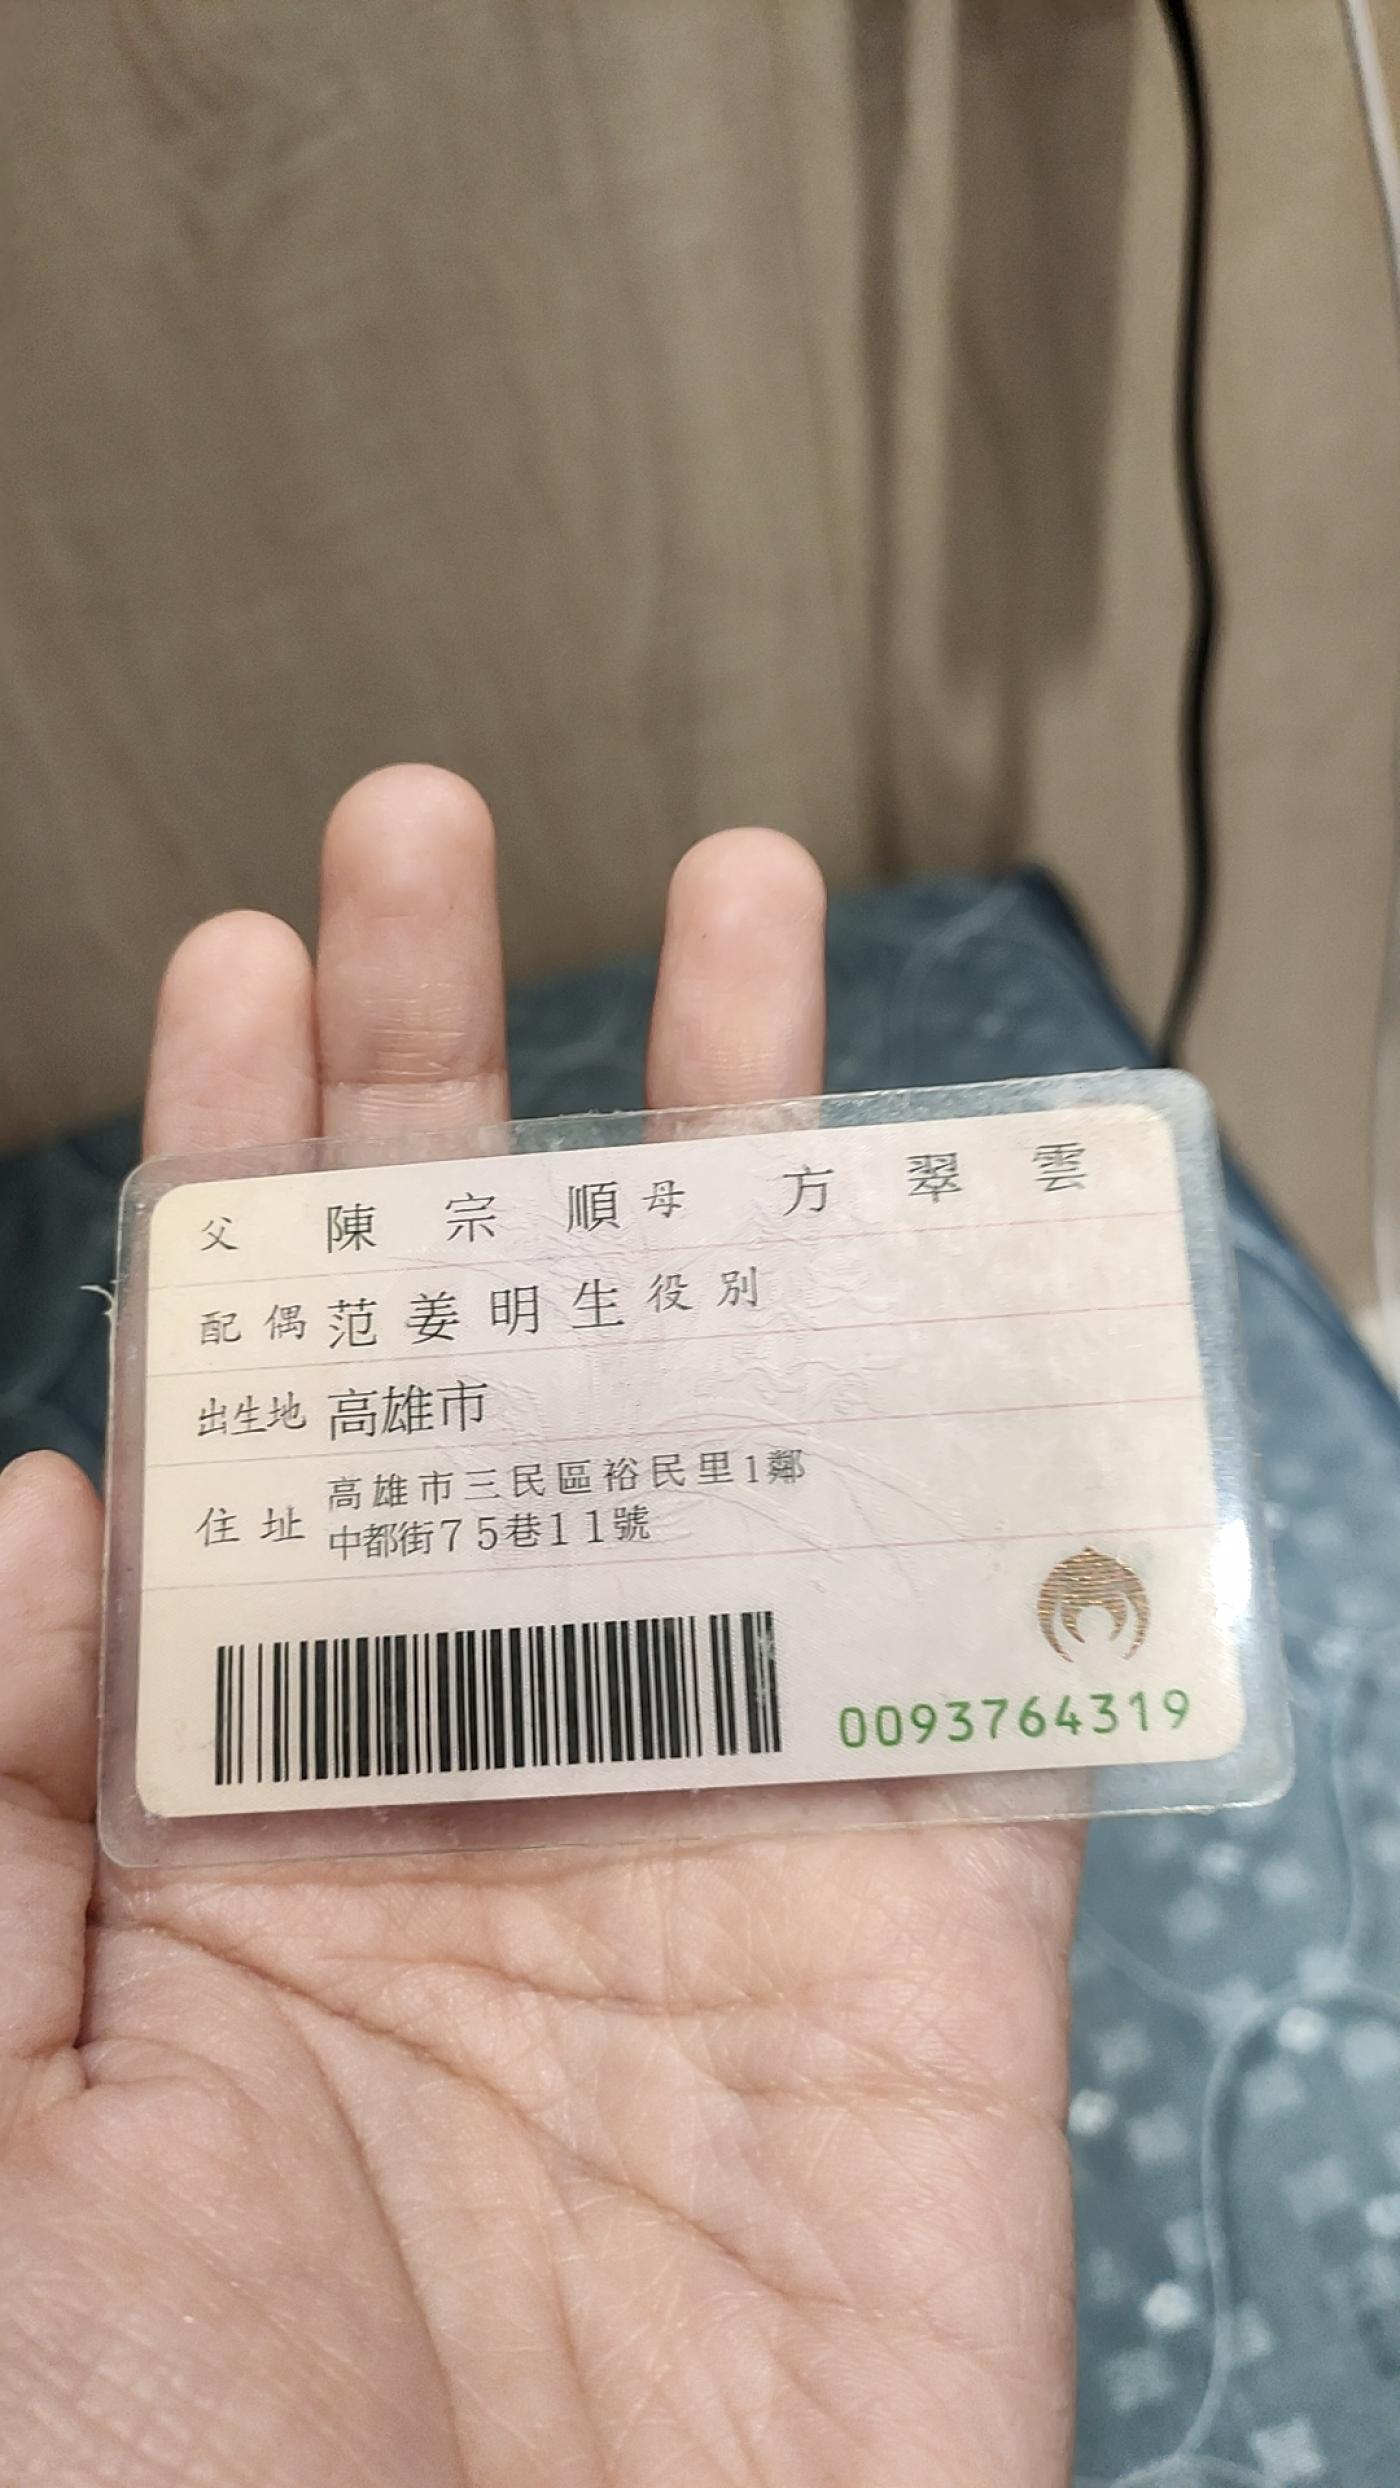 父 陳宗順 母 方翠雲
配偶 范姜明生 役別
出生地 高雄市
住址 高雄市三民區裕民里1鄰
中都街75巷11號
0093764319